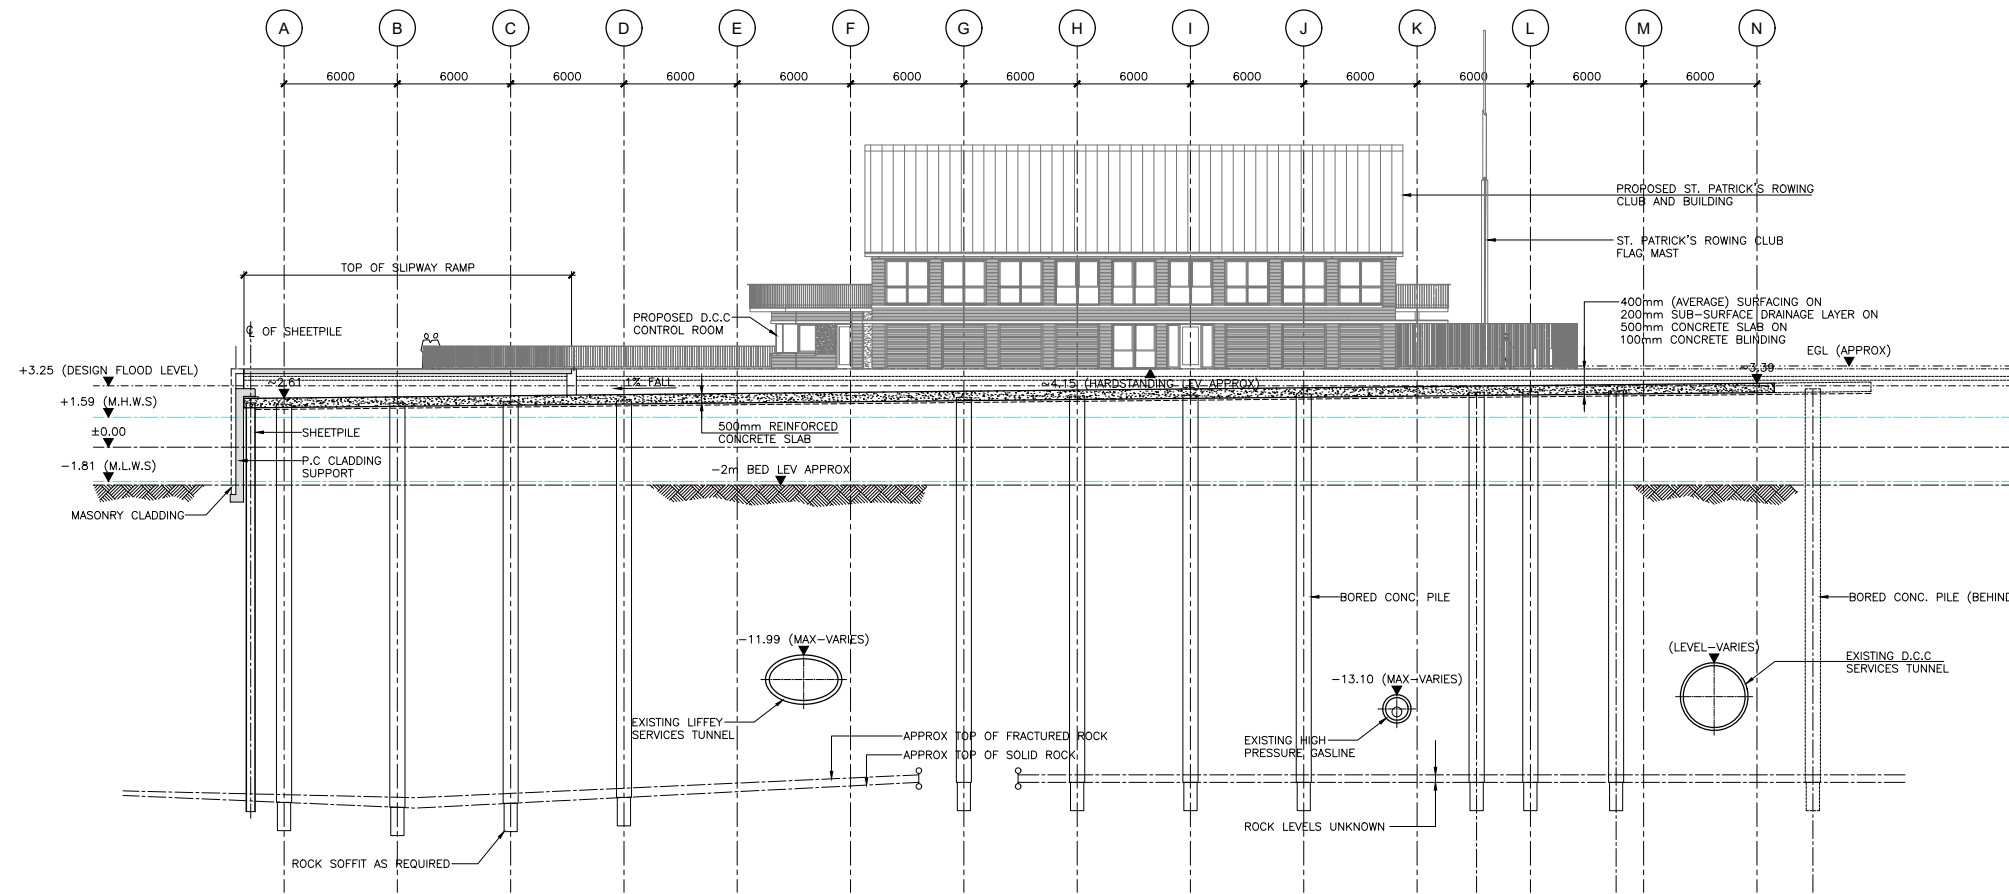 A B C D E F G H I J K L M N
6000 6000 6000 6000 6000 6000 6000 6000 6000 6000 6000 6000 6000
PROPOSED ST. PATRICK'S ROWING
CLUB AND BUILDING
ST. PATRICK'S ROWING CLUB
FLAG MAST
TOP OF SLIPWAY RAMP
400mm (AVERAGE) SURFACING ON
200mm SUB-SURFACE DRAINAGE LAYER ON
500mm CONCRETE SLAB ON
100mm CONCRETE BLINDING
PROPOSED D.C.C
CONTROL ROOM
℄ OF SHEETPILE
EGL (APPROX)
+3.25 (DESIGN FLOOD LEVEL)
~2.61
1% FALL
~4.15 (HARDSTANDING LEV APPROX)
~3.39
+1.59 (M.H.W.S)
±0.00
SHEETPILE
500mm REINFORCED
CONCRETE SLAB
-1.81 (M.L.W.S)
P.C CLADDING
SUPPORT
-2m BED LEV APPROX
MASONRY CLADDING
BORED CONC. PILE
BORED CONC. PILE (BEHIND
-11.99 (MAX-VARIES)
(LEVEL-VARIES)
EXISTING D.C.C
SERVICES TUNNEL
-13.10 (MAX-VARIES)
EXISTING LIFFEY
SERVICES TUNNEL
APPROX TOP OF FRACTURED ROCK
APPROX TOP OF SOLID ROCK
EXISTING HIGH
PRESSURE GASLINE
ROCK LEVELS UNKNOWN
ROCK SOFFIT AS REQUIRED